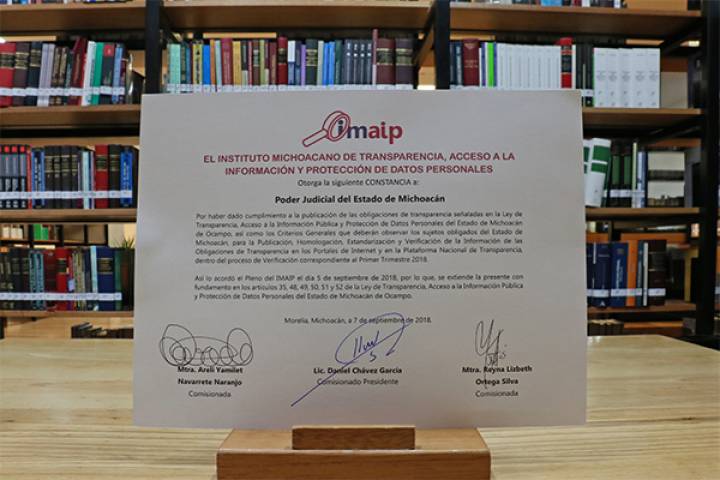 imaip
EL INSTITUTO MICHOACANO DE TRANSPARENCIA, ACCESO A LA
INFORMACIÓN Y PROTECCIÓN DE DATOS PERSONALES
Otorga la siguiente CONSTANCIA a:
Poder Judicial del Estado de Michoacán
Por haber dado cumplimiento a la publicación de las obligaciones de transparencia señaladas en la Ley de
Transparencia, Acceso a la Información Pública y Protección de Datos Personales del Estado de Michoacán
de Ocampo, así como los Criterios Generales que deberán observar los sujetos obligados del Estado de
Michoacán, para la Publicación, Homologación, Estandarización y Verificación de la Información de las
Obligaciones de Transparencia en los Portales de Internet y en la Plataforma Nacional de Transparencia,
dentro del proceso de Verificación correspondiente al Primer Trimestre 2018.
Así lo acordó el Pleno del IMAIP el día 5 de septiembre de 2018, por lo que, se extiende la presente con
fundamento en los artículos 35, 48, 49, 50, 51 y 52 de la Ley de Transparencia, Acceso a la Información Pública
y Protección de Datos Personales del Estado de Michoacán de Ocampo.
Morelia, Michoacán, a 7 de septiembre de 2018.
Mtra. Areli Yamilet
Navarrete Naranjo
Comisionada
Lic. Daniel Chávez García
Comisionado Presidente
Mtra. Reyna Lizbeth
Ortega Silva
Comisionada